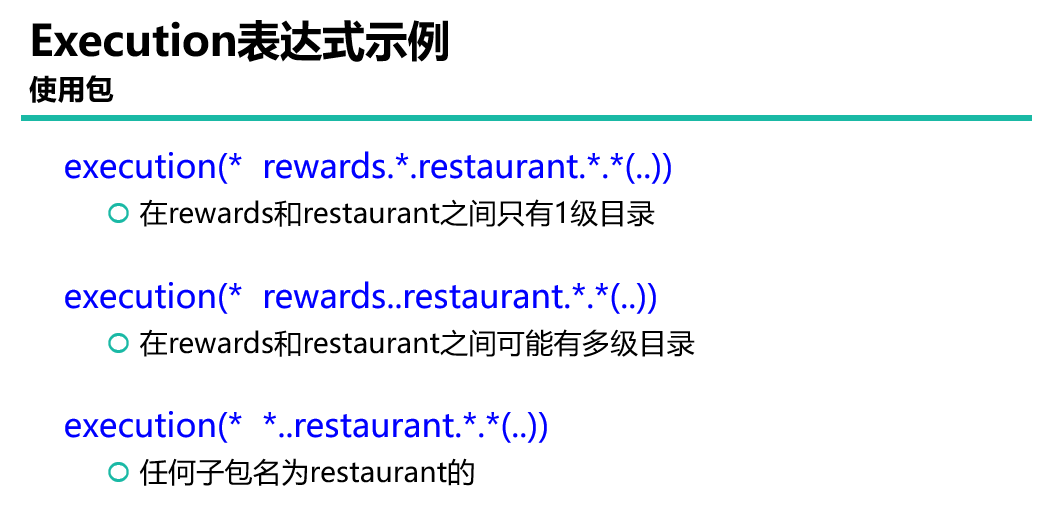 Execution表达式示例
使用包
execution(* rewards.*.restaurant.*.*(..))
在rewards和restaurant之间只有1级目录
execution(* rewards..restaurant.*.*(..))
在rewards和restaurant之间可能有多级目录
execution(* *..restaurant.*.*(..))
任何子包名为restaurant的